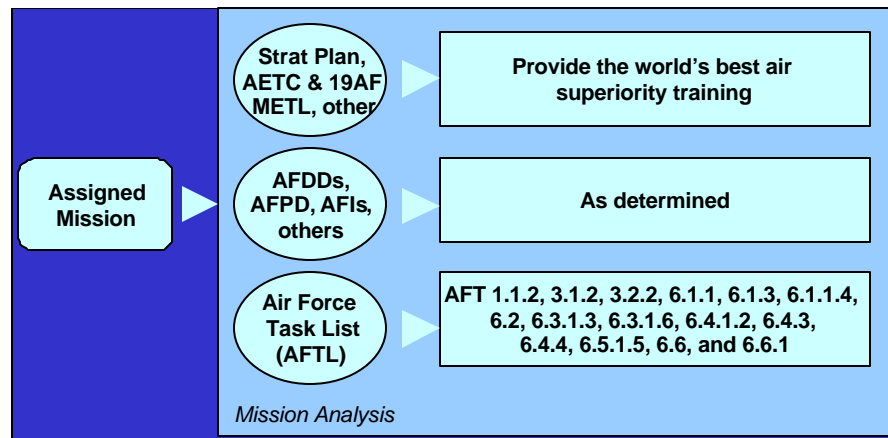 Assigned
Mission
Strat Plan,
AETC & 19AF
METL, other
Provide the world's best air
superiority training
AFDDs,
AFPD, AFIs,
others
As determined
Air Force
Task List
(AFTL)
AFT 1.1.2, 3.1.2, 3.2.2, 6.1.1, 6.1.3, 6.1.1.4,
6.2, 6.3.1.3, 6.3.1.6, 6.4.1.2, 6.4.3,
6.4.4, 6.5.1.5, 6.6, and 6.6.1
Mission Analysis